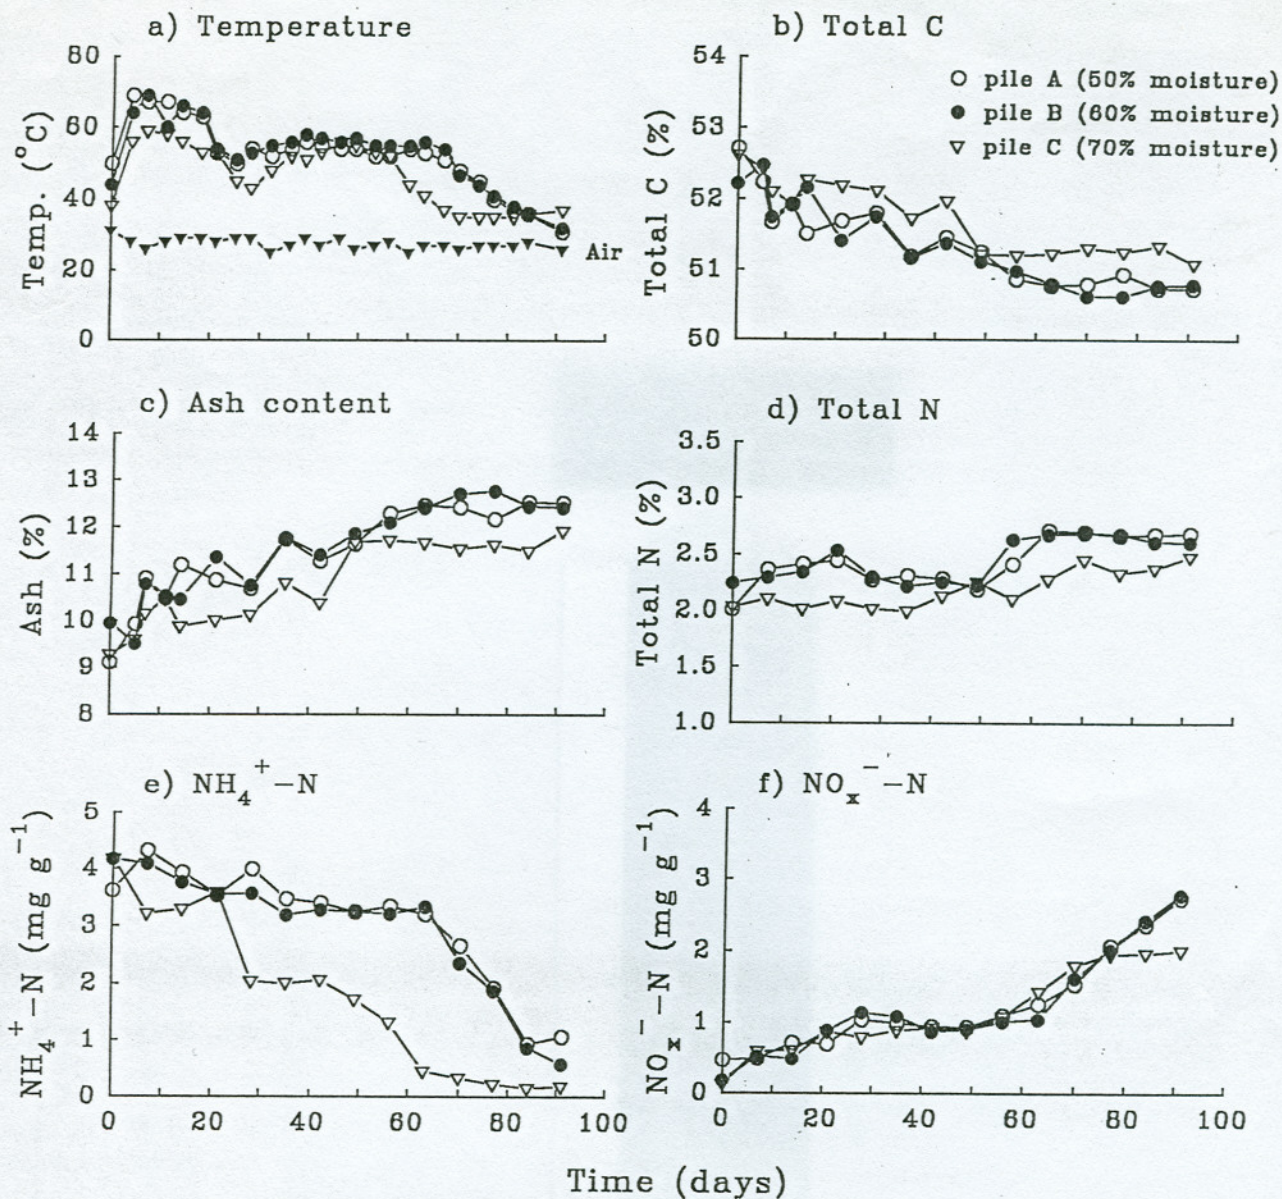 a) Temperature
80
60
40
20
0
Temp. (°C)
Air
b) Total C
54
53
52
51
50
Total C (%)
pile A (50% moisture)
pile B (60% moisture)
pile C (70% moisture)
c) Ash content
14
13
12
11
10
9
8
Ash (%)
d) Total N
3.5
3.0
2.5
2.0
1.5
1.0
Total N (%)
e) NH₄⁺-N
5
4
3
2
1
0
NH₄⁺-N (mg g⁻¹)
0 20 40 60 80 100
f) NOₓ⁻-N
4
3
2
1
0
NOₓ⁻-N (mg g⁻¹)
0 20 40 60 80 100
Time (days)